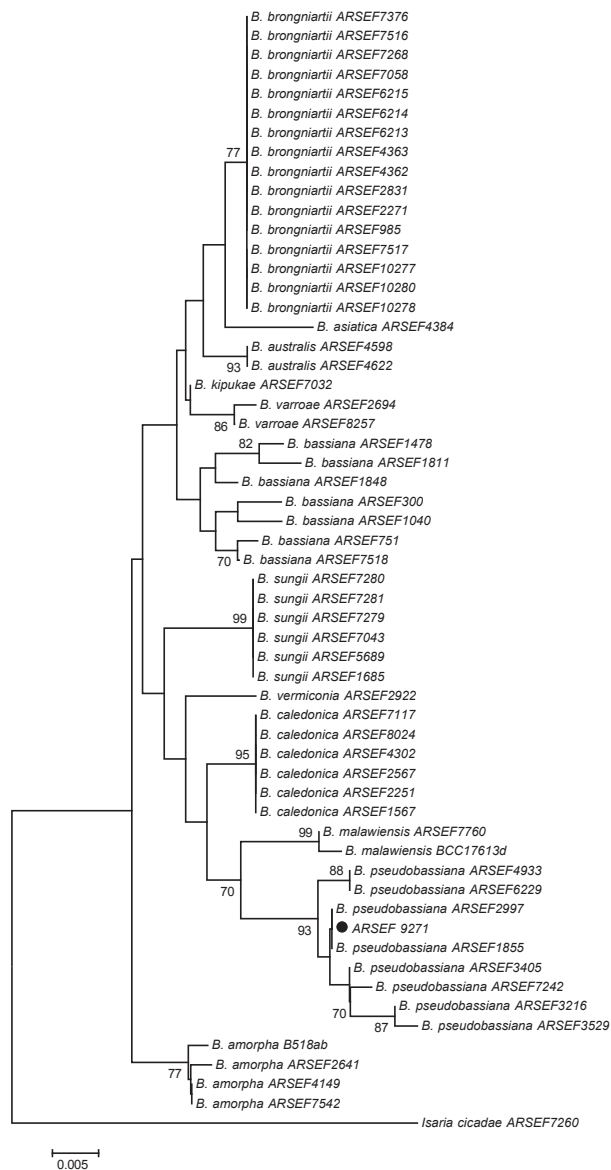 B. brongniartii ARSEF7376
B. brongniartii ARSEF7516
B. brongniartii ARSEF7268
B. brongniartii ARSEF7058
B. brongniartii ARSEF6215
B. brongniartii ARSEF6214
B. brongniartii ARSEF6213
77 B. brongniartii ARSEF4363
B. brongniartii ARSEF4362
B. brongniartii ARSEF2831
B. brongniartii ARSEF2271
B. brongniartii ARSEF985
B. brongniartii ARSEF7517
B. brongniartii ARSEF10277
B. brongniartii ARSEF10280
B. brongniartii ARSEF10278
B. asiatica ARSEF4384
B. australis ARSEF4598
93 B. australis ARSEF4622
B. kipukae ARSEF7032
B. varroae ARSEF2694
86 B. varroae ARSEF8257
82 B. bassiana ARSEF1478
B. bassiana ARSEF1811
B. bassiana ARSEF1848
B. bassiana ARSEF300
B. bassiana ARSEF1040
B. bassiana ARSEF751
70 B. bassiana ARSEF7518
B. sungii ARSEF7280
B. sungii ARSEF7281
99 B. sungii ARSEF7279
B. sungii ARSEF7043
B. sungii ARSEF5689
B. sungii ARSEF1685
B. vermiconia ARSEF2922
B. caledonica ARSEF7117
B. caledonica ARSEF8024
95 B. caledonica ARSEF4302
B. caledonica ARSEF2567
B. caledonica ARSEF2251
B. caledonica ARSEF1567
99 B. malawiensis ARSEF7760
B. malawiensis BCC17613d
88 B. pseudobassiana ARSEF4933
70 B. pseudobassiana ARSEF6229
B. pseudobassiana ARSEF2997
93 ARSEF 9271
B. pseudobassiana ARSEF1855
B. pseudobassiana ARSEF3405
B. pseudobassiana ARSEF7242
70 B. pseudobassiana ARSEF3216
87 B. pseudobassiana ARSEF3529
B. amorpha B518ab
77 B. amorpha ARSEF2641
B. amorpha ARSEF4149
B. amorpha ARSEF7542
Isaria cicadae ARSEF7260
0.005